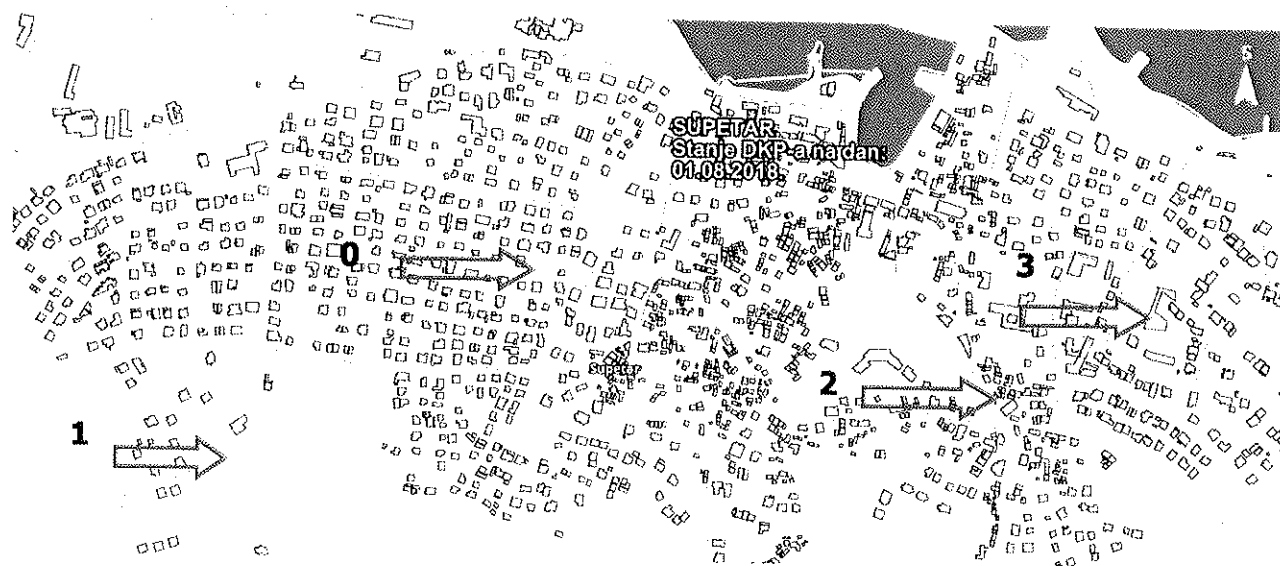 S
SUPETAR.
Stanje DKP-a na dan:
01.08.2018.
0
3
Supetar
2
1